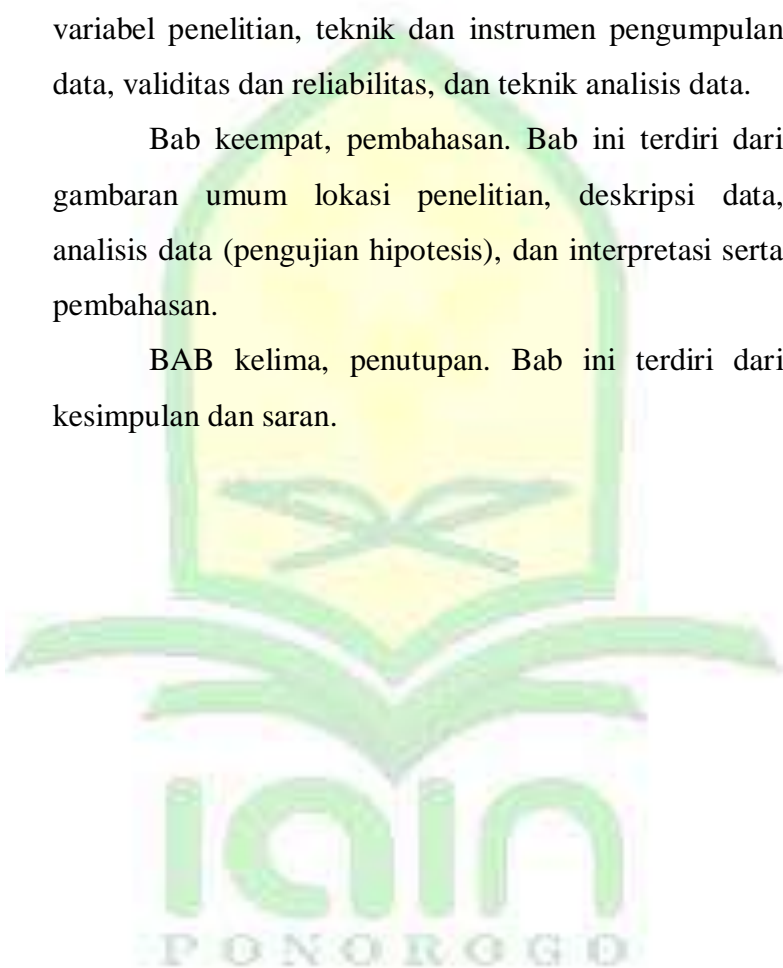 variabel penelitian, teknik dan instrumen pengumpulan
data, validitas dan reliabilitas, dan teknik analisis data.
Bab keempat, pembahasan. Bab ini terdiri dari
gambaran umum lokasi penelitian, deskripsi data,
analisis data (pengujian hipotesis), dan interpretasi serta
pembahasan.
BAB kelima, penutupan. Bab ini terdiri dari
kesimpulan dan saran.
iain
PONOROGO